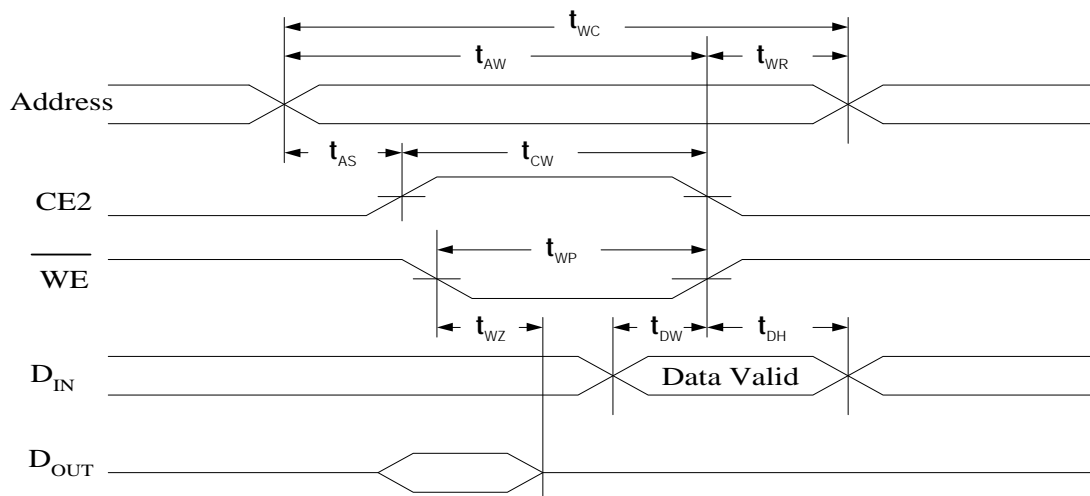 tWC
tAW tWR
Address
tAS tCW
CE2
tWP
WE
tWZ tDW tDH
DIN Data Valid
DOUT